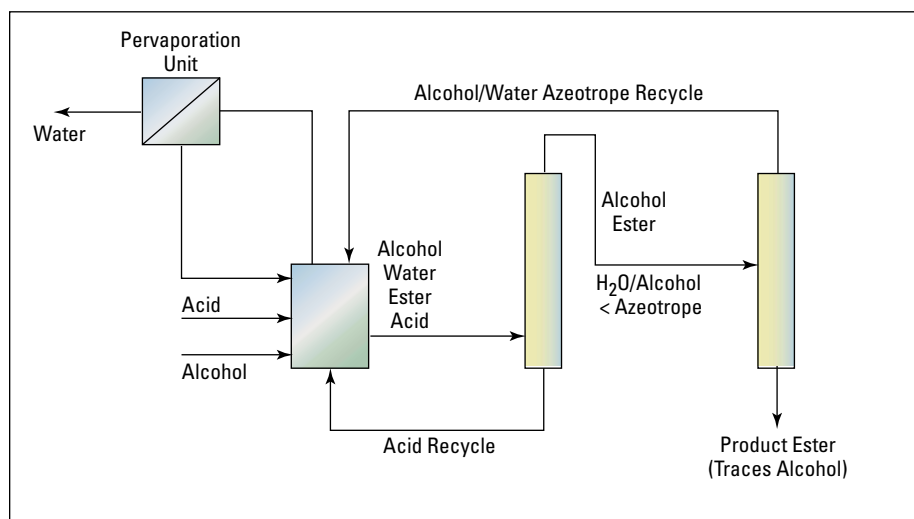 Pervaporation
Unit
Water
Alcohol/Water Azeotrope Recycle
Alcohol
Ester
H₂0/Alcohol
< Azeotrope
Alcohol
Water
Ester
Acid
Acid
Alcohol
Acid Recycle
Product Ester
(Traces Alcohol)